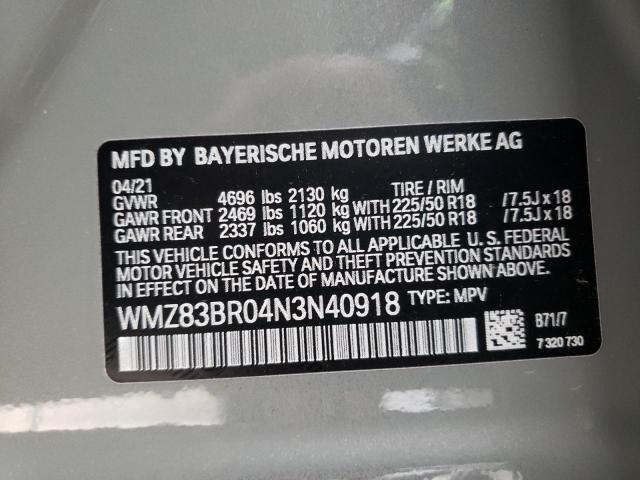 MFD BY BAYERISCHE MOTOREN WERKE AG
04/21 TIRE / RIM
GVWR 4696 lbs 2130 kg
GAWR FRONT 2469 lbs 1120 kg WITH 225/50 R18 /7.5J x 18
GAWR REAR 2337 lbs 1060 kg WITH 225/50 R18 /7.5J x 18
THIS VEHICLE CONFORMS TO ALL APPLICABLE U.S. FEDERAL
MOTOR VEHICLE SAFETY AND THEFT PREVENTION STANDARDS
IN EFFECT ON THE DATE OF MANUFACTURE SHOWN ABOVE.
WMZ83BR04N3N40918 TYPE: MPV
B71/7
7 320 730